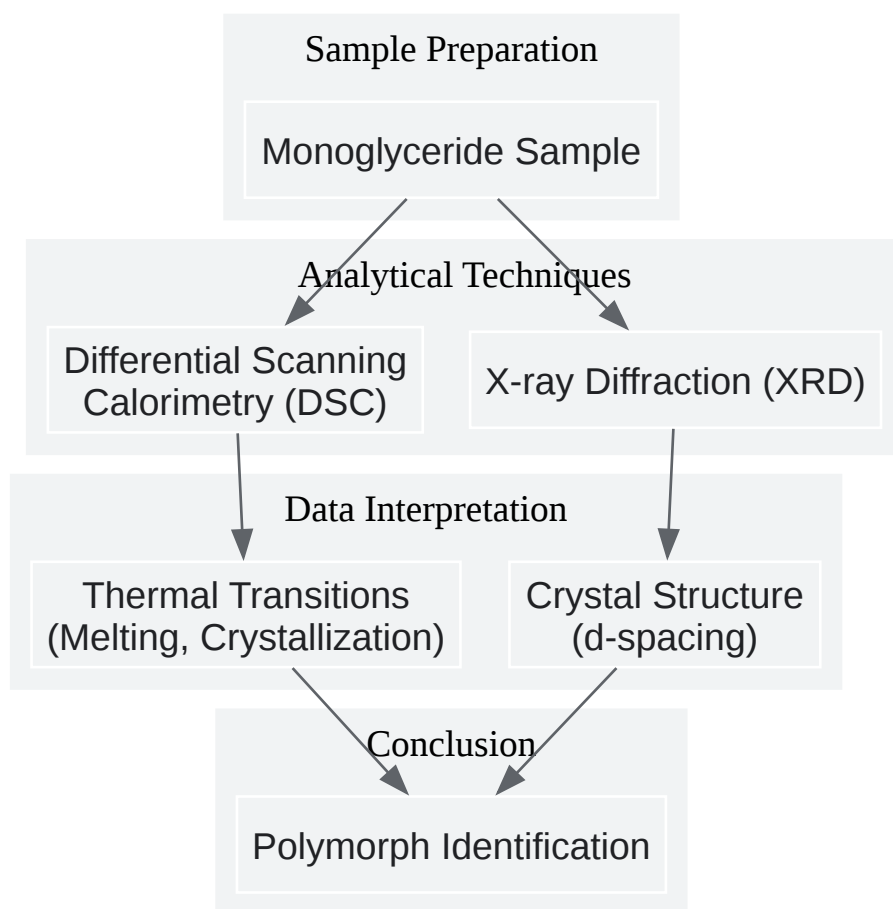 Sample Preparation
Monoglyceride Sample
Analytical Techniques
Differential Scanning
Calorimetry (DSC)
X-ray Diffraction (XRD)
Data Interpretation
Thermal Transitions
(Melting, Crystallization)
Crystal Structure
(d-spacing)
Conclusion
Polymorph Identification